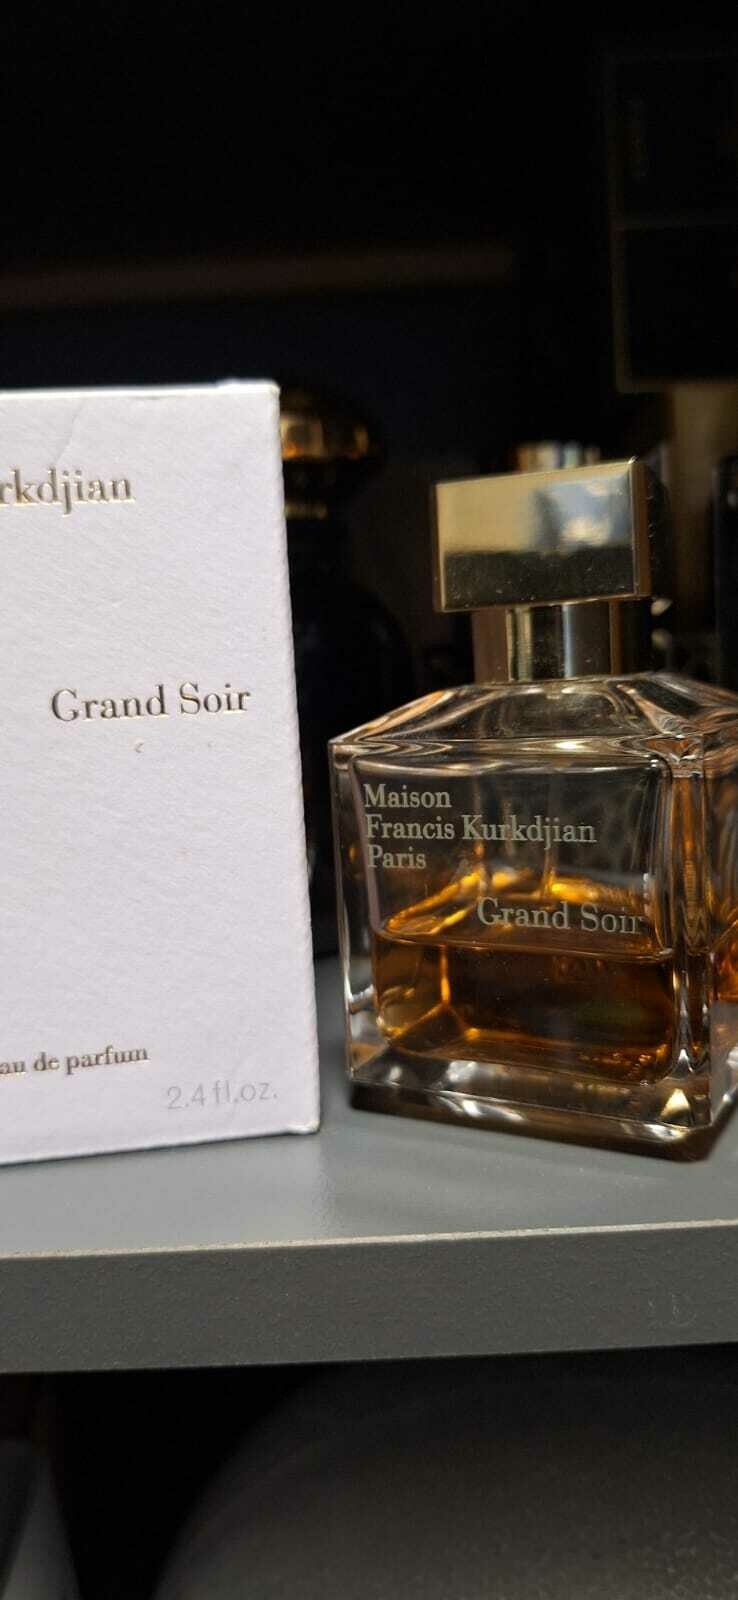 rkdjian
Grand Soir
au de parfum
2.4 fl.oz.
Maison
Francis Kurkdjian
Paris
Grand Soir